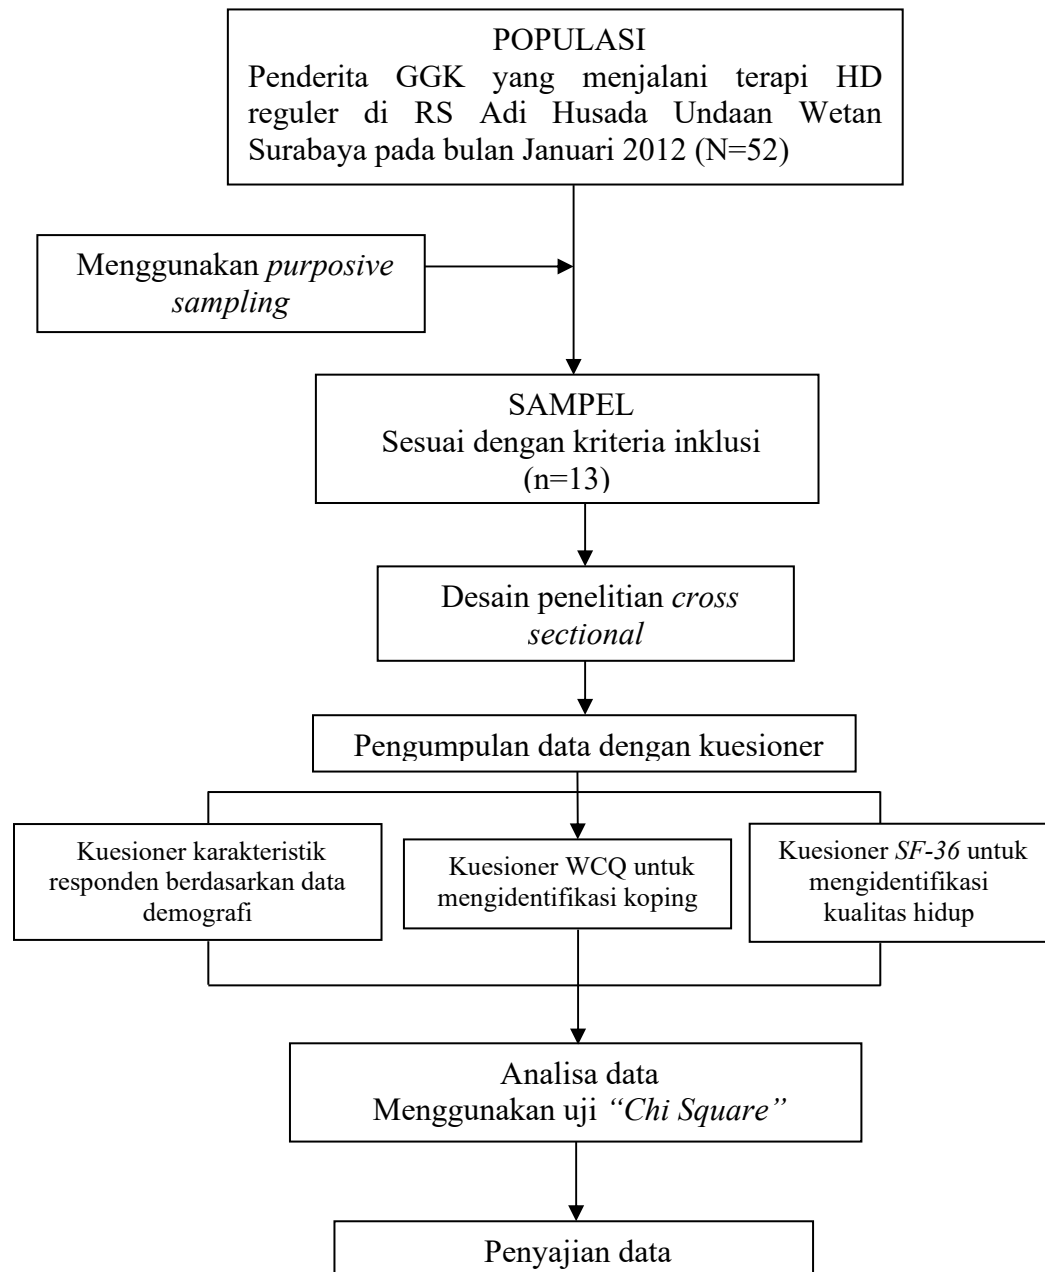 POPULASI
Penderita GGK yang menjalani terapi HD
reguler di RS Adi Husada Undaan Wetan
Surabaya pada bulan Januari 2012 (N=52)
Menggunakan purposive
sampling
SAMPEL
Sesuai dengan kriteria inklusi
(n=13)
Desain penelitian cross
sectional
Pengumpulan data dengan kuesioner
Kuesioner karakteristik
responden berdasarkan data
demografi
Kuesioner WCQ untuk
mengidentifikasi koping
Kuesioner SF-36 untuk
mengidentifikasi
kualitas hidup
Analisa data
Menggunakan uji “Chi Square”
Penyajian data